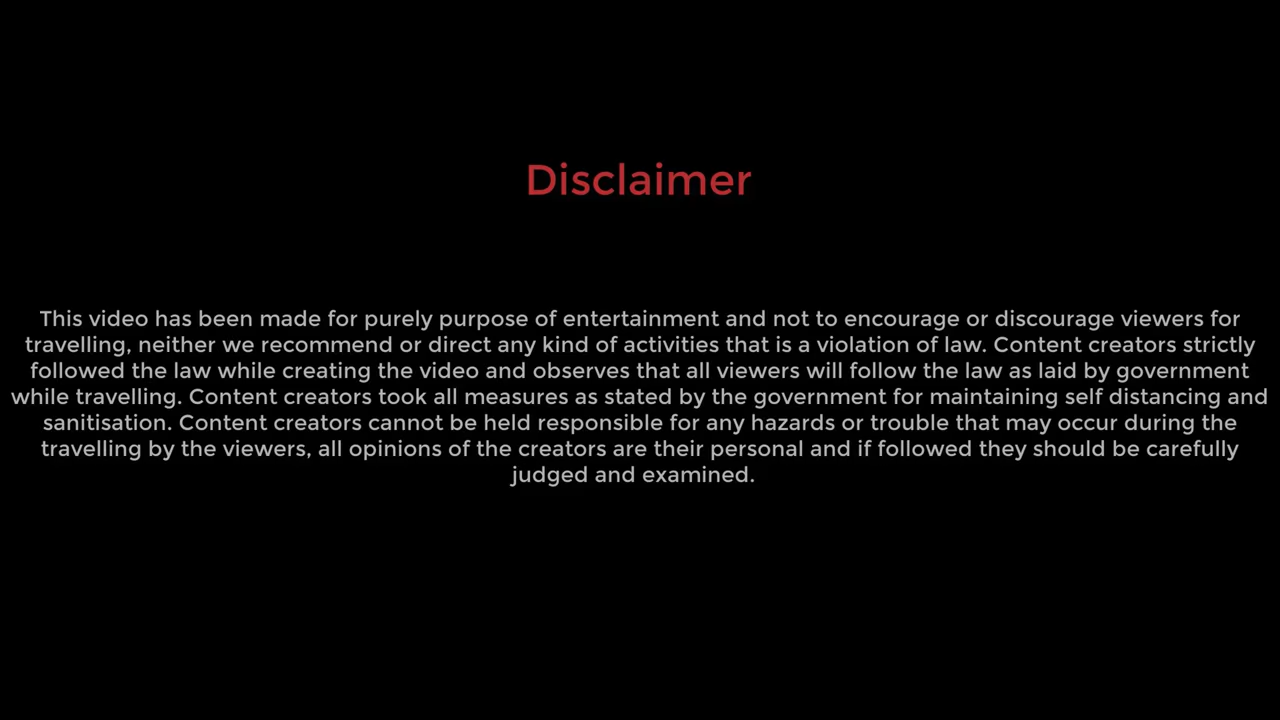 Disclaimer
This video has been made for purely purpose of entertainment and not to encourage or discourage viewers for
travelling, neither we recommend or direct any kind of activities that is a violation of law. Content creators strictly
followed the law while creating the video and observes that all viewers will follow the law as laid by government
while travelling. Content creators took all measures as stated by the government for maintaining self distancing and
sanitisation. Content creators cannot be held responsible for any hazards or trouble that may occur during the
travelling by the viewers, all opinions of the creators are their personal and if followed they should be carefully
judged and examined.